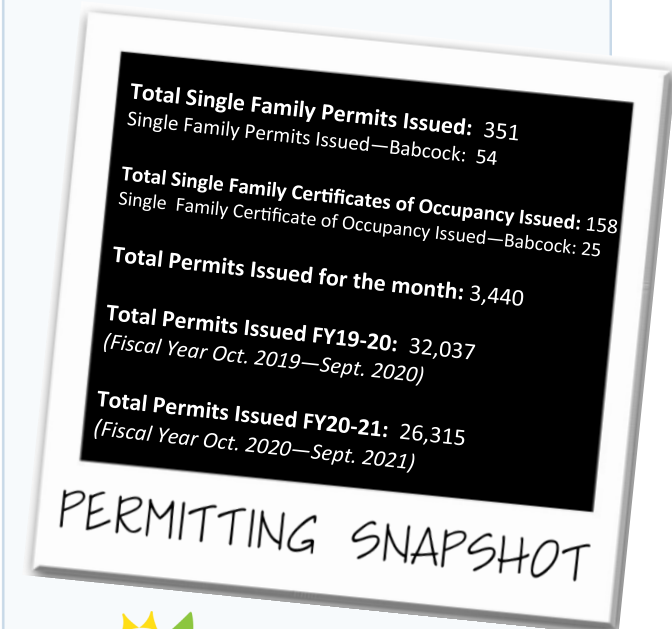 Total Single Family Permits Issued: 351
Single Family Permits Issued—Babcock: 54
Total Single Family Certificates of Occupancy Issued: 158
Single Family Certificate of Occupancy Issued—Babcock: 25
Total Permits Issued for the month: 3,440
Total Permits Issued FY19-20: 32,037
(Fiscal Year Oct. 2019—Sept. 2020)
Total Permits Issued FY20-21: 26,315
(Fiscal Year Oct. 2020—Sept. 2021)
PERMITTING SNAPSHOT